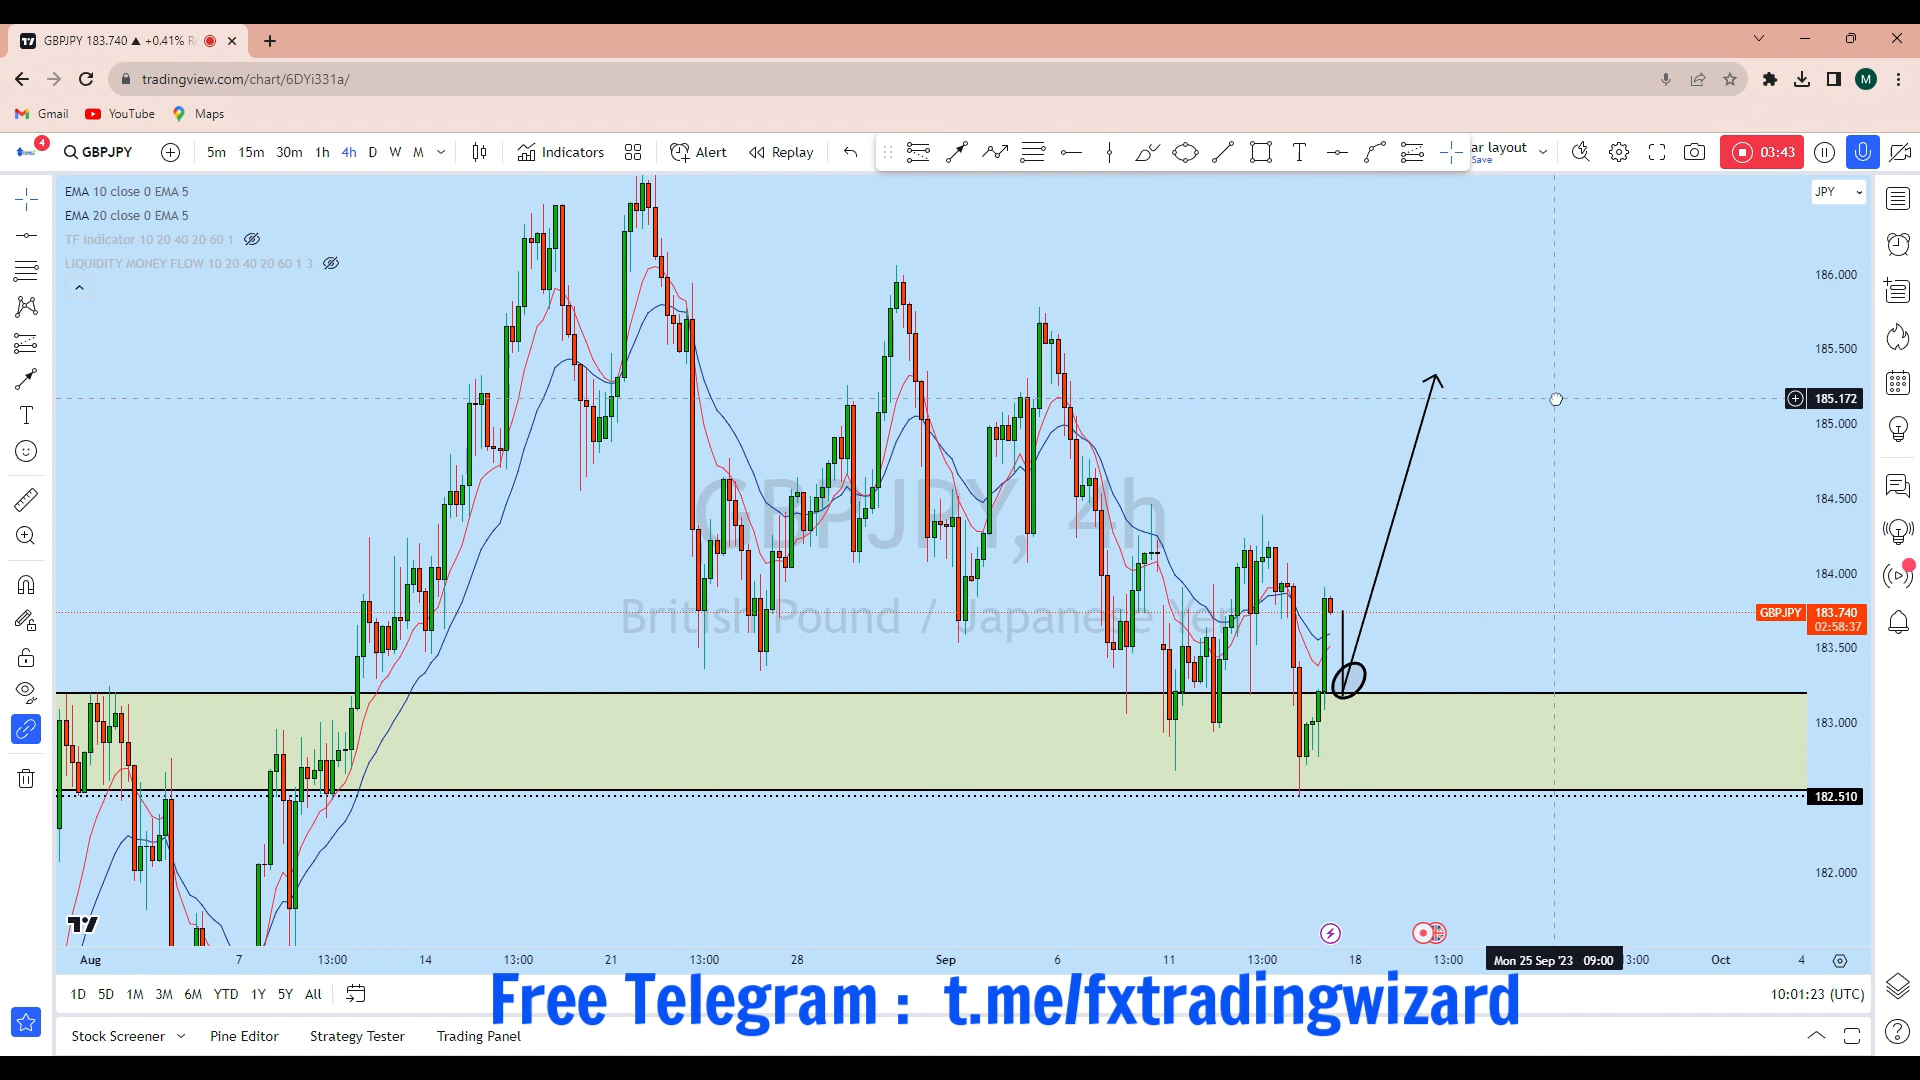 GBPJPY 183.740 ▲ +0.41% R
tradingview.com/chart/6DYi331a/
Gmail YouTube Maps
4
GBPJPY 5m 15m 30m 1h 4h D W M Indicators Alert Replay ar layout 03:43
Save
EMA 10 close 0 EMA 5
EMA 20 close 0 EMA 5
TF Indicator 10 20 40 20 60 1
LIQUIDITY MONEY FLOW 10 20 40 20 60 1 3
JPY
M
186.000
185.500
185.172
185.000
184.500
184.000
GBPJPY 183.740
02:58:37
183.500
183.000
182.510
182.000
GBPJPY, 4h
British Pound / Japanese Yen
Aug 7 13:00 14 13:00 21 13:00 28 Sep 6 11 13:00 18 13:00 Mon 25 Sep '23 09:00 3:00 Oct 4
1D 5D 1M 3M 6M YTD 1Y 5Y All
10:01:23 (UTC)
Free Telegram : t.me/fxtradingwizard
Stock Screener Pine Editor Strategy Tester Trading Panel